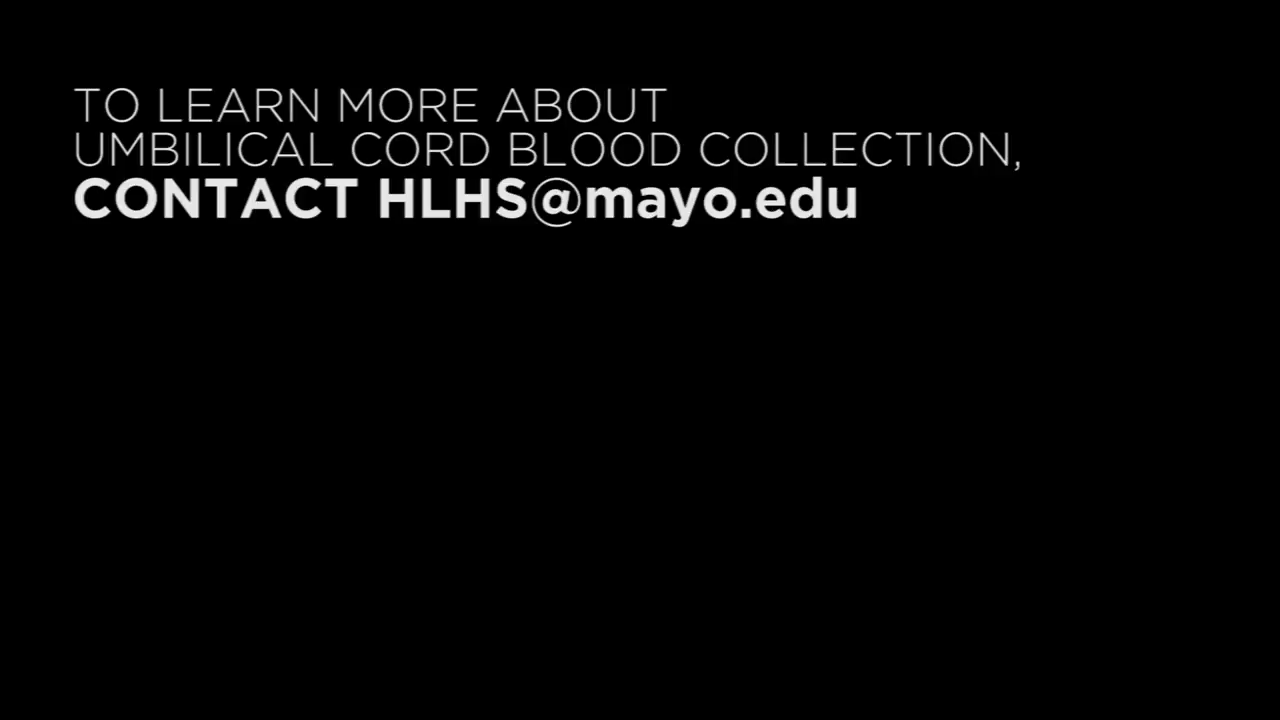 TO LEARN MORE ABOUT
UMBILICAL CORD BLOOD COLLECTION,
CONTACT HLHS@mayo.edu